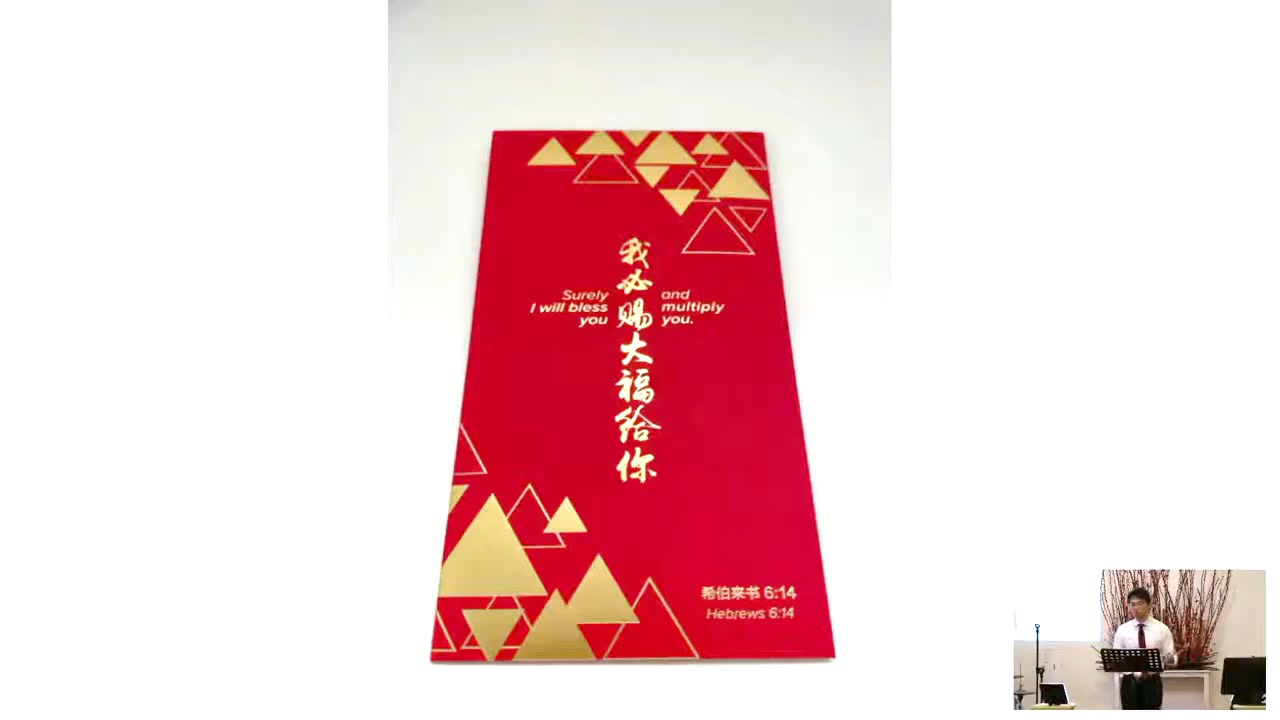 我必赐大福给你
Surely
I will bless
you
and
multiply
you.
希伯来书 6:14
Hebrews 6:14